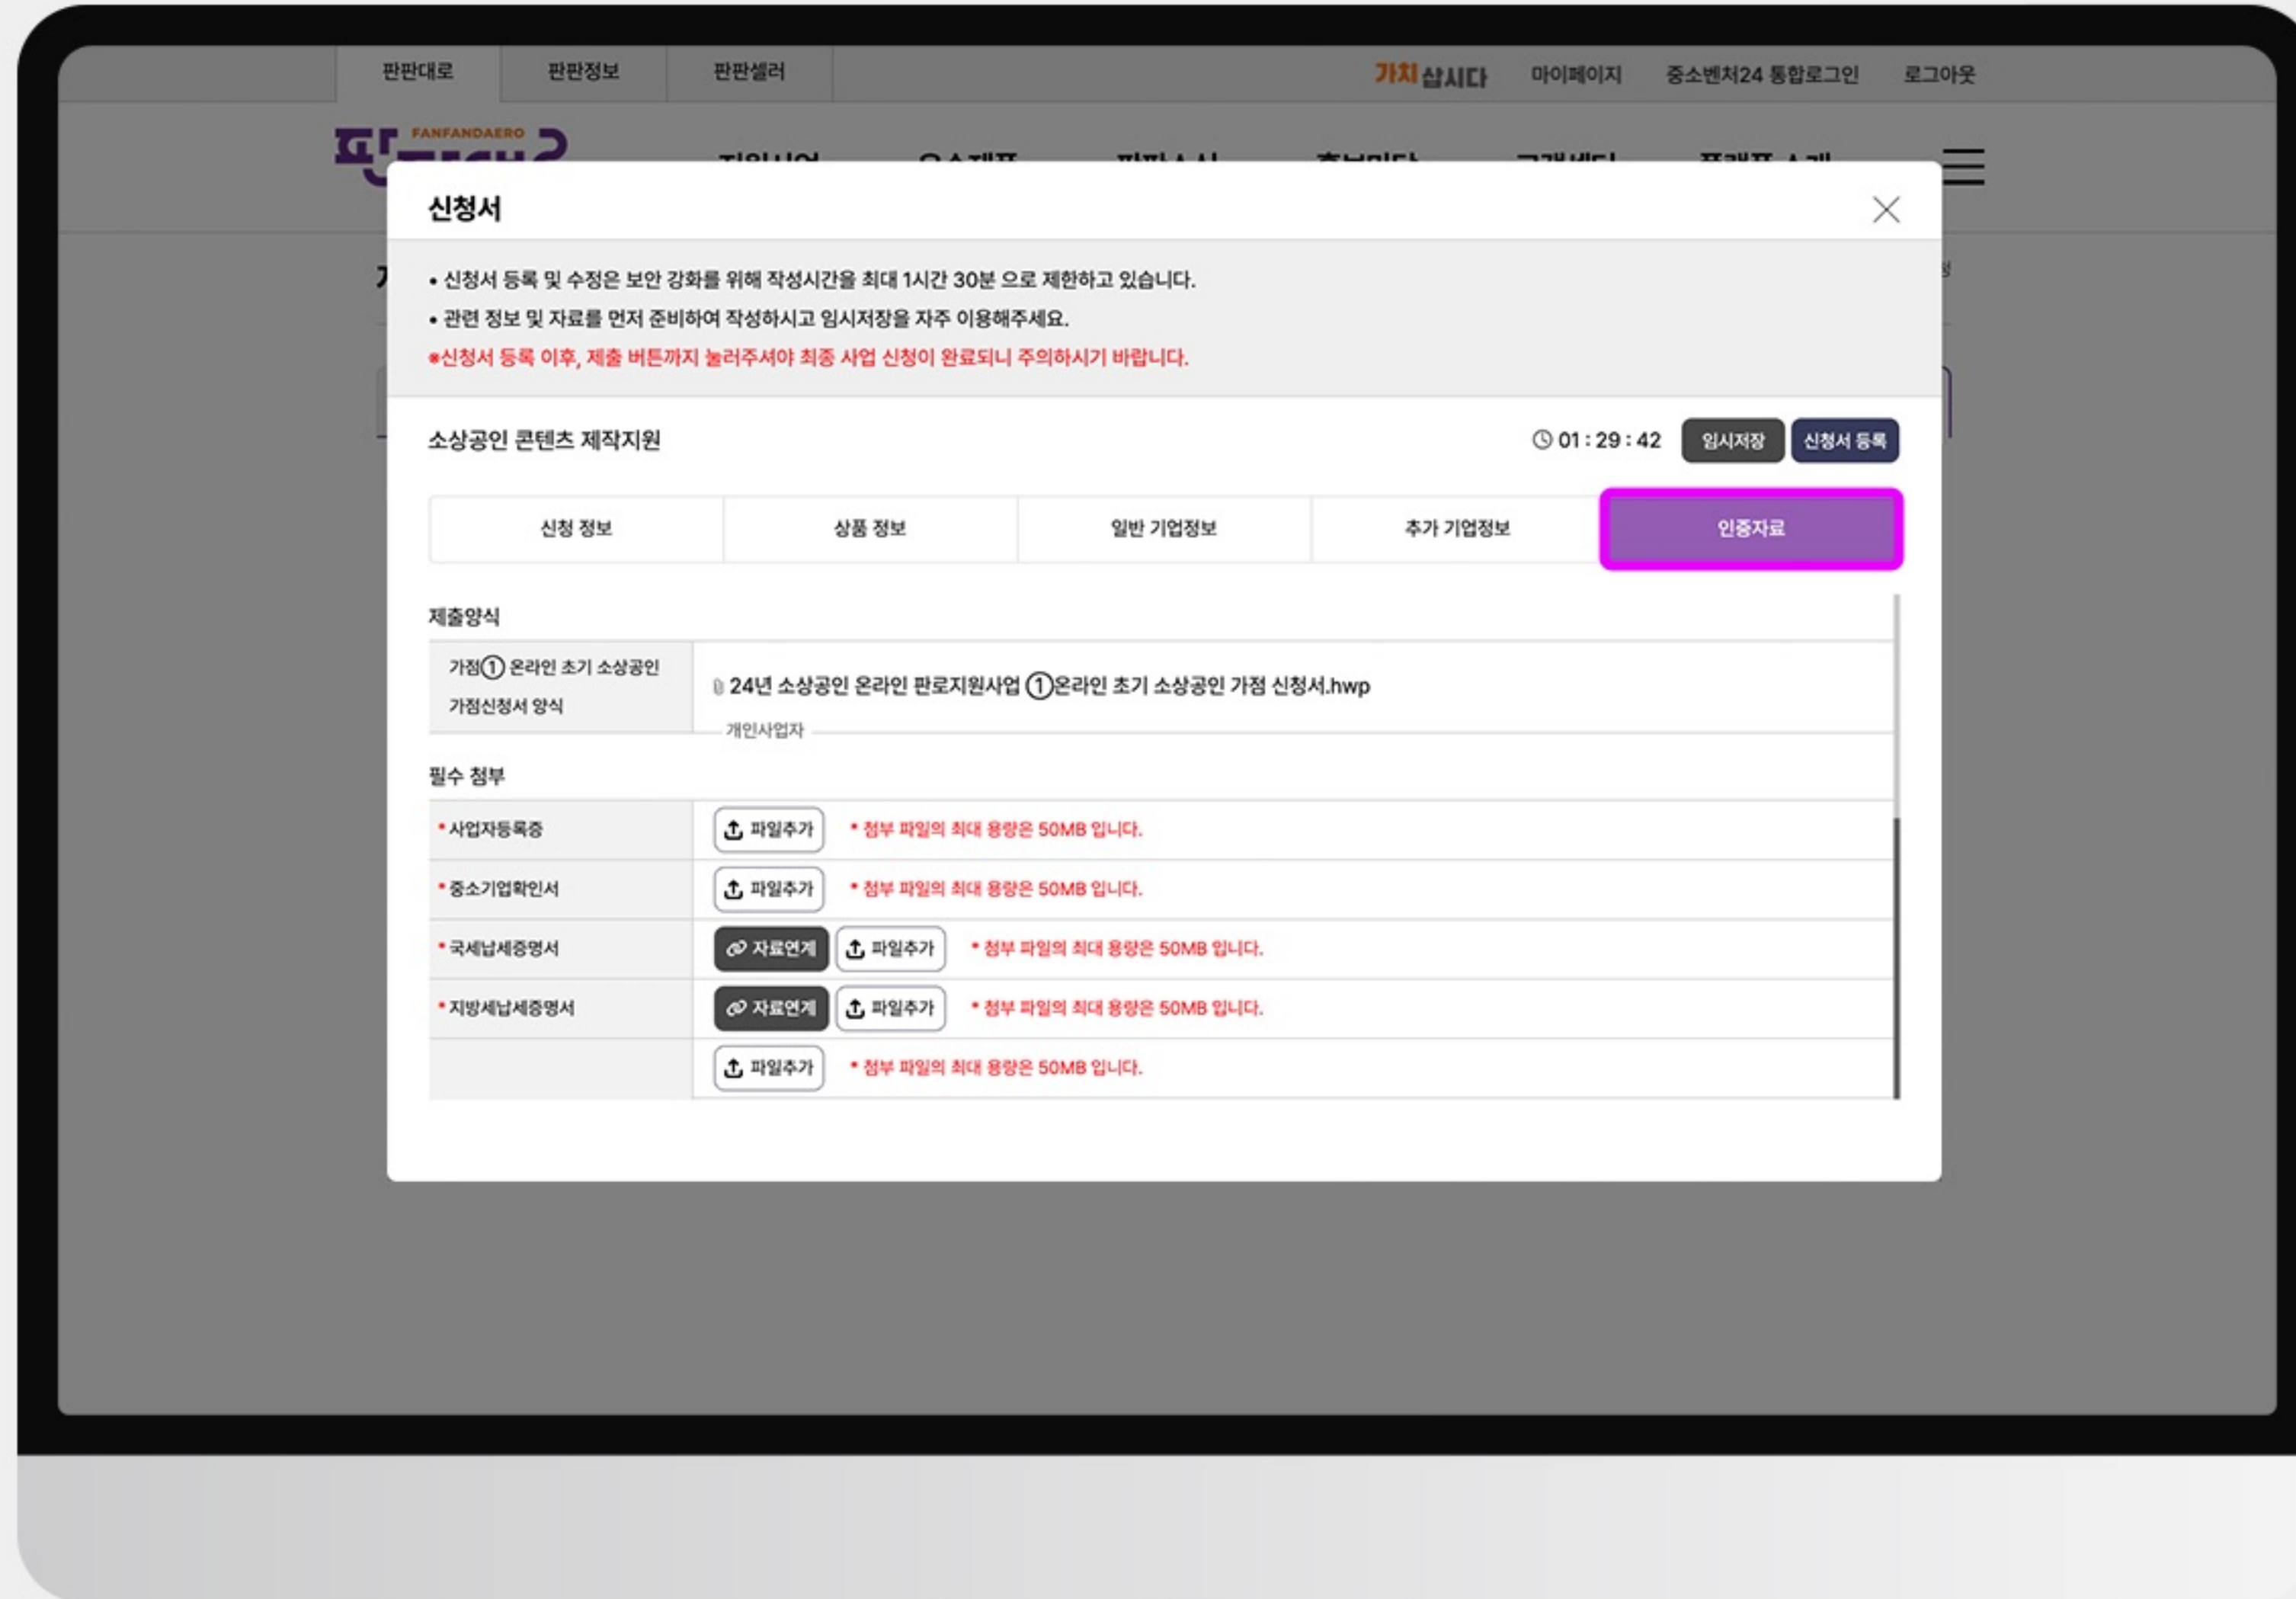 판판대로 판판정보 판판셀러 가치삽시다 마이페이지 중소벤처24 통합로그인 로그아웃
FANFANDAERO
신청서
• 신청서 등록 및 수정은 보안 강화를 위해 작성시간을 최대 1시간 30분 으로 제한하고 있습니다.
• 관련 정보 및 자료를 먼저 준비하여 작성하시고 임시저장을 자주 이용해주세요.
※신청서 등록 이후, 제출 버튼까지 눌러주셔야 최종 사업 신청이 완료되니 주의하시기 바랍니다.
소상공인 콘텐츠 제작지원 01 : 29 : 42 임시저장 신청서 등록
신청 정보 상품 정보 일반 기업정보 추가 기업정보 인증자료
제출양식
가점① 온라인 초기 소상공인
가점신청서 양식
24년 소상공인 온라인 판로지원사업 ①온라인 초기 소상공인 가점 신청서.hwp
개인사업자
필수 첨부
* 사업자등록증 파일추가 * 첨부 파일의 최대 용량은 50MB 입니다.
* 중소기업확인서 파일추가 * 첨부 파일의 최대 용량은 50MB 입니다.
* 국세납세증명서 자료연계 파일추가 * 첨부 파일의 최대 용량은 50MB 입니다.
* 지방세납세증명서 자료연계 파일추가 * 첨부 파일의 최대 용량은 50MB 입니다.
파일추가 * 첨부 파일의 최대 용량은 50MB 입니다.